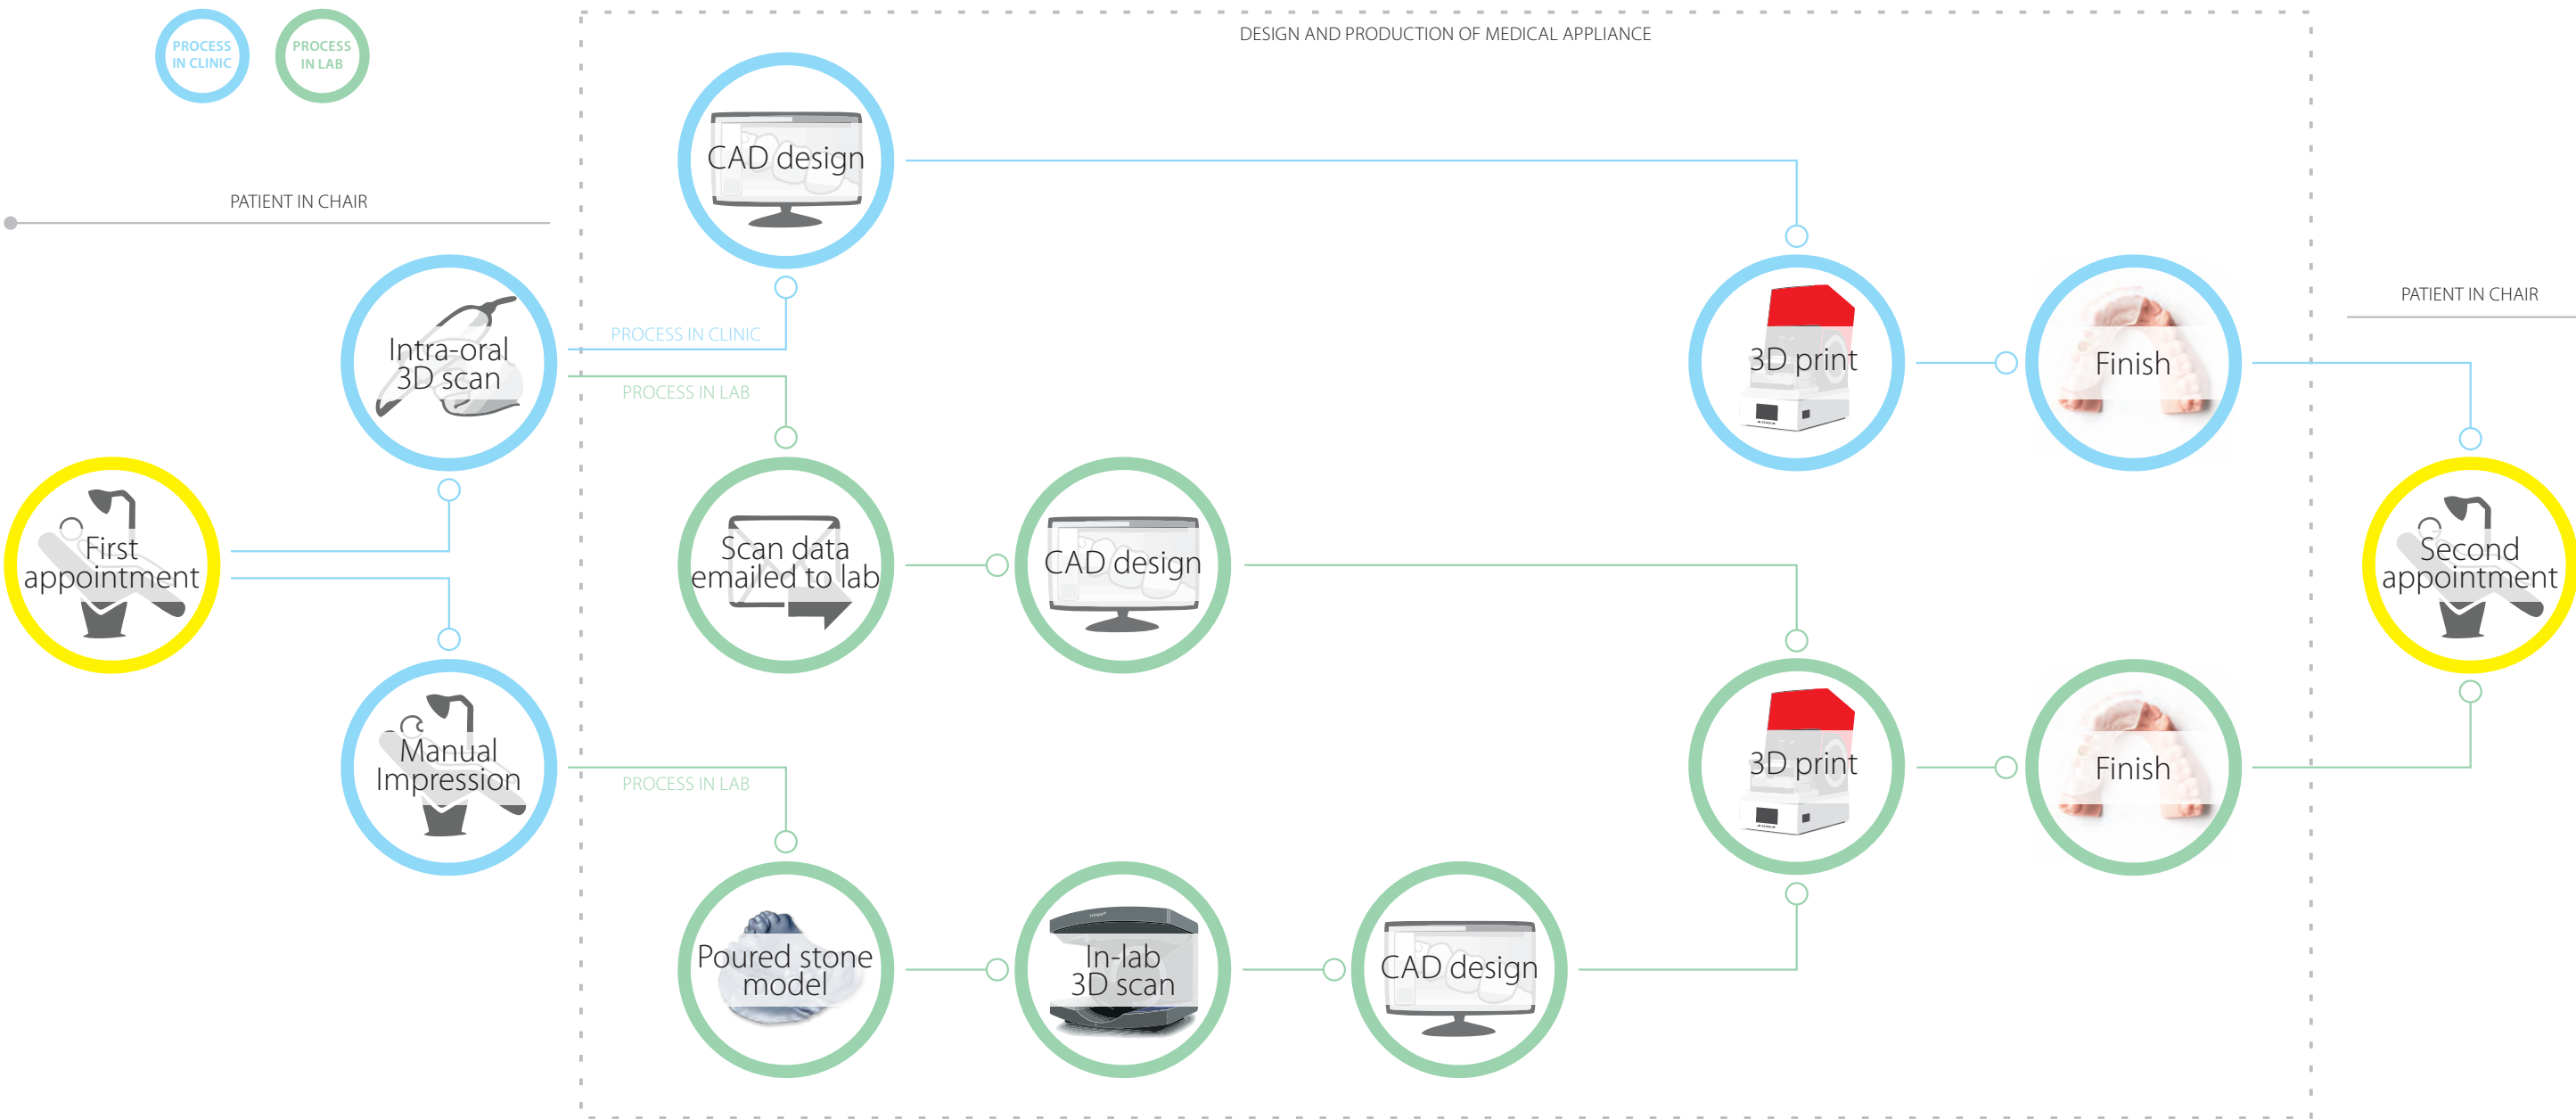 PROCESS
IN CLINIC
PROCESS
IN LAB
DESIGN AND PRODUCTION OF MEDICAL APPLIANCE
CAD design
PATIENT IN CHAIR
PATIENT IN CHAIR
Intra-oral
3D scan
PROCESS IN CLINIC
PROCESS IN LAB
3D print
Finish
First
appointment
Scan data
emailed to lab
CAD design
Second
appointment
Manual
Impression
PROCESS IN LAB
3D print
Finish
Poured stone
model
In-lab
3D scan
CAD design